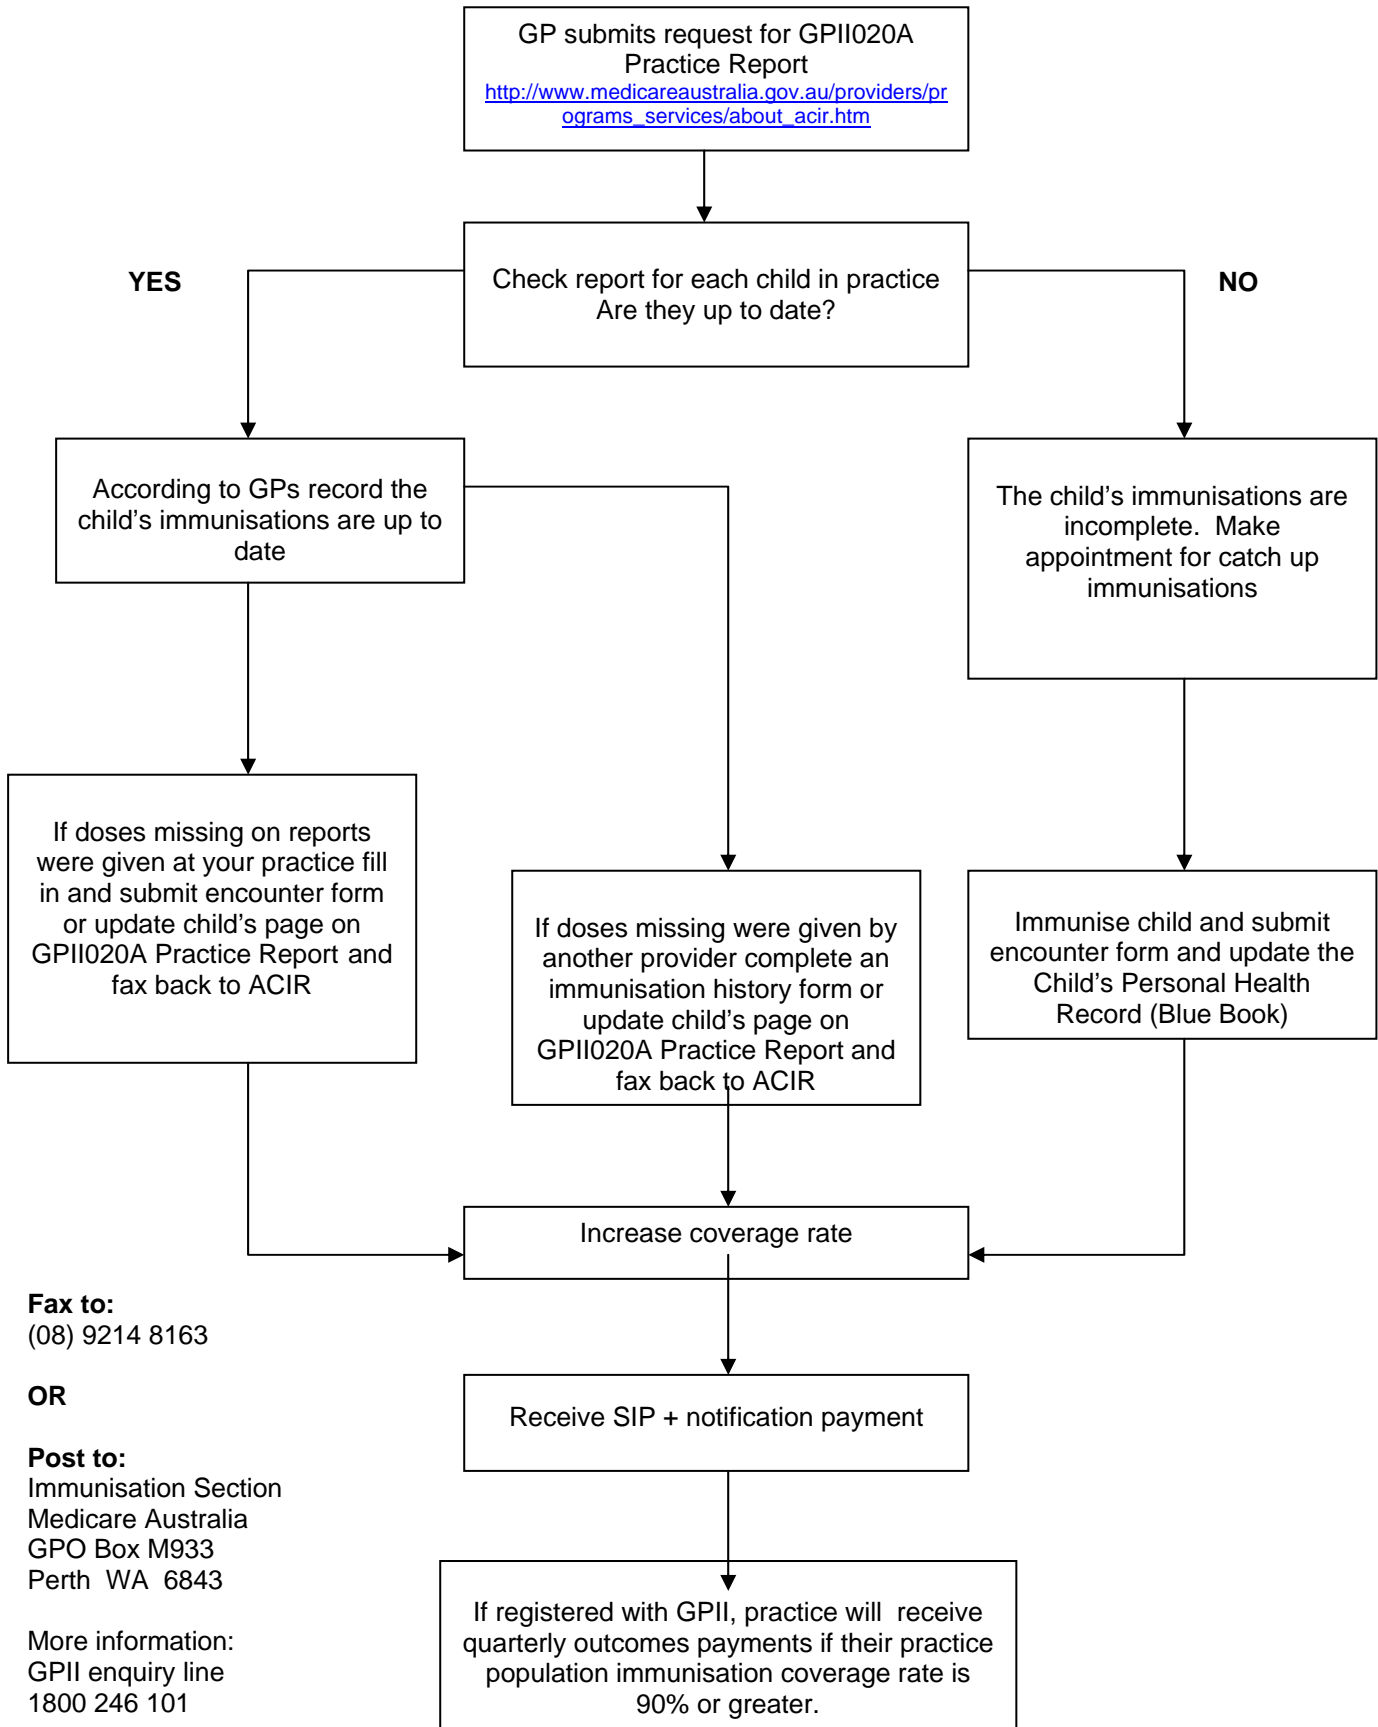 GP submits request for GPII020A
Practice Report
http://www.medicareaustralia.gov.au/providers/pr
ograms_services/about_acir.htm
YES
Check report for each child in practice
Are they up to date?
NO
According to GPs record the
child’s immunisations are up to
date
The child’s immunisations are
incomplete.  Make
appointment for catch up
immunisations
If doses missing on reports
were given at your practice fill
in and submit encounter form
or update child’s page on
GPII020A Practice Report and
fax back to ACIR
If doses missing were given by
another provider complete an
immunisation history form or
update child’s page on
GPII020A Practice Report and
fax back to ACIR
Immunise child and submit
encounter form and update the
Child’s Personal Health
Record (Blue Book)
Increase coverage rate
Fax to:
(08) 9214 8163
OR
Post to:
Immunisation Section
Medicare Australia
GPO Box M933
Perth  WA  6843
More information:
GPII enquiry line
1800 246 101
Receive SIP + notification payment
If registered with GPII, practice will  receive
quarterly outcomes payments if their practice
population immunisation coverage rate is
90% or greater.